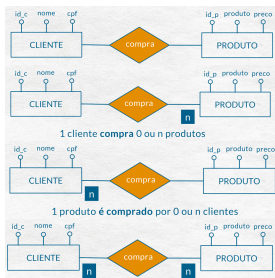 id_c nome cpf id_p produto preco
CLIENTE compra PRODUTO
id_c nome cpf id_p produto preco
CLIENTE compra PRODUTO
n
1 cliente compra 0 ou n produtos
id_c nome cpf id_p produto preco
CLIENTE compra PRODUTO
n
1 produto é comprado por 0 ou n clientes
id_c nome cpf id_p produto preco
CLIENTE compra PRODUTO
n n